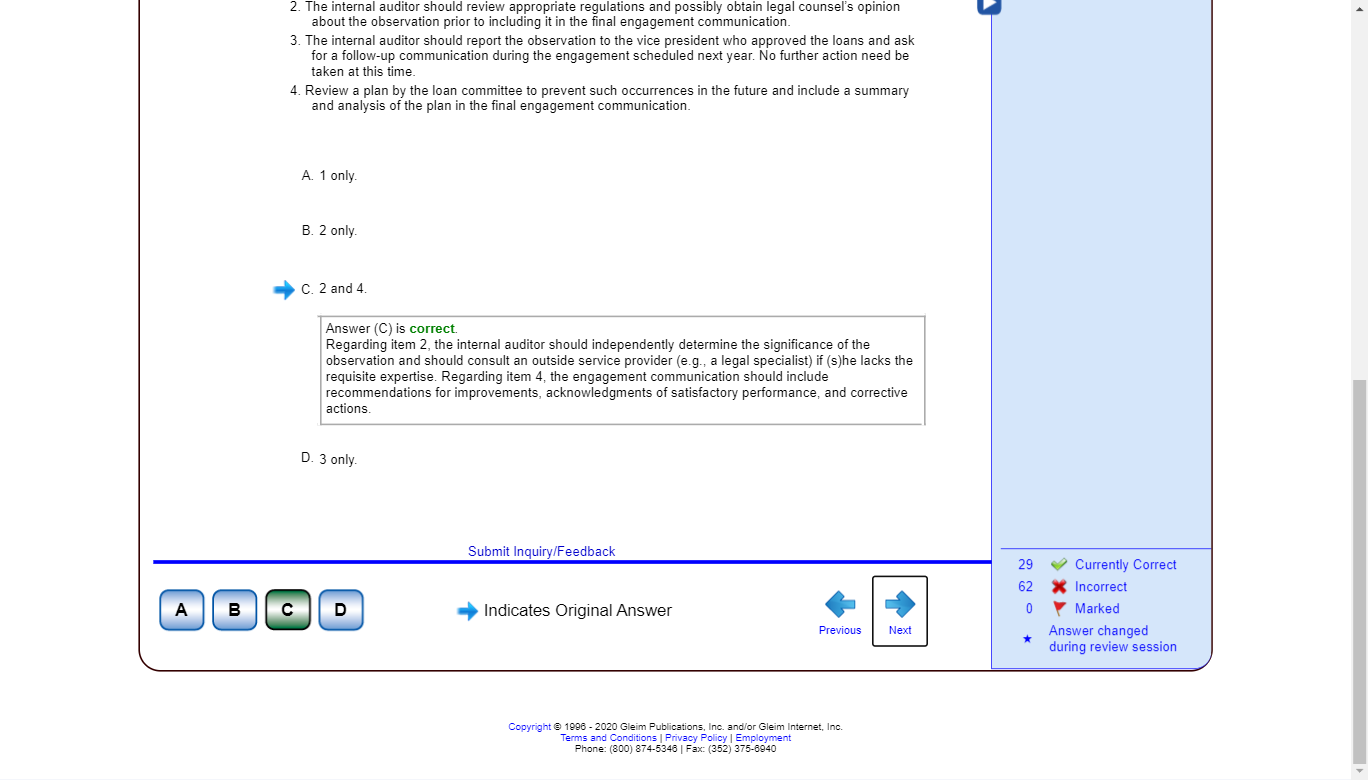 2. The internal auditor should review appropriate regulations and possibly obtain legal counsel's opinion
about the observation prior to including it in the final engagement communication.
3. The internal auditor should report the observation to the vice president who approved the loans and ask
for a follow-up communication during the engagement scheduled next year. No further action need be
taken at this time.
4. Review a plan by the loan committee to prevent such occurrences in the future and include a summary
and analysis of the plan in the final engagement communication.
A. 1 only.
B. 2 only.
C. 2 and 4.
Answer (C) is correct.
Regarding item 2, the internal auditor should independently determine the significance of the
observation and should consult an outside service provider (e.g., a legal specialist) if (s)he lacks the
requisite expertise. Regarding item 4, the engagement communication should include
recommendations for improvements, acknowledgments of satisfactory performance, and corrective
actions.
D. 3 only.
Submit Inquiry/Feedback
A B C D
Indicates Original Answer
Previous Next
29 Currently Correct
62 Incorrect
0 Marked
Answer changed
during review session
Copyright © 1996 - 2020 Gleim Publications, Inc. and/or Gleim Internet, Inc.
Terms and Conditions | Privacy Policy | Employment
Phone: (800) 874-5346 | Fax: (352) 375-6940